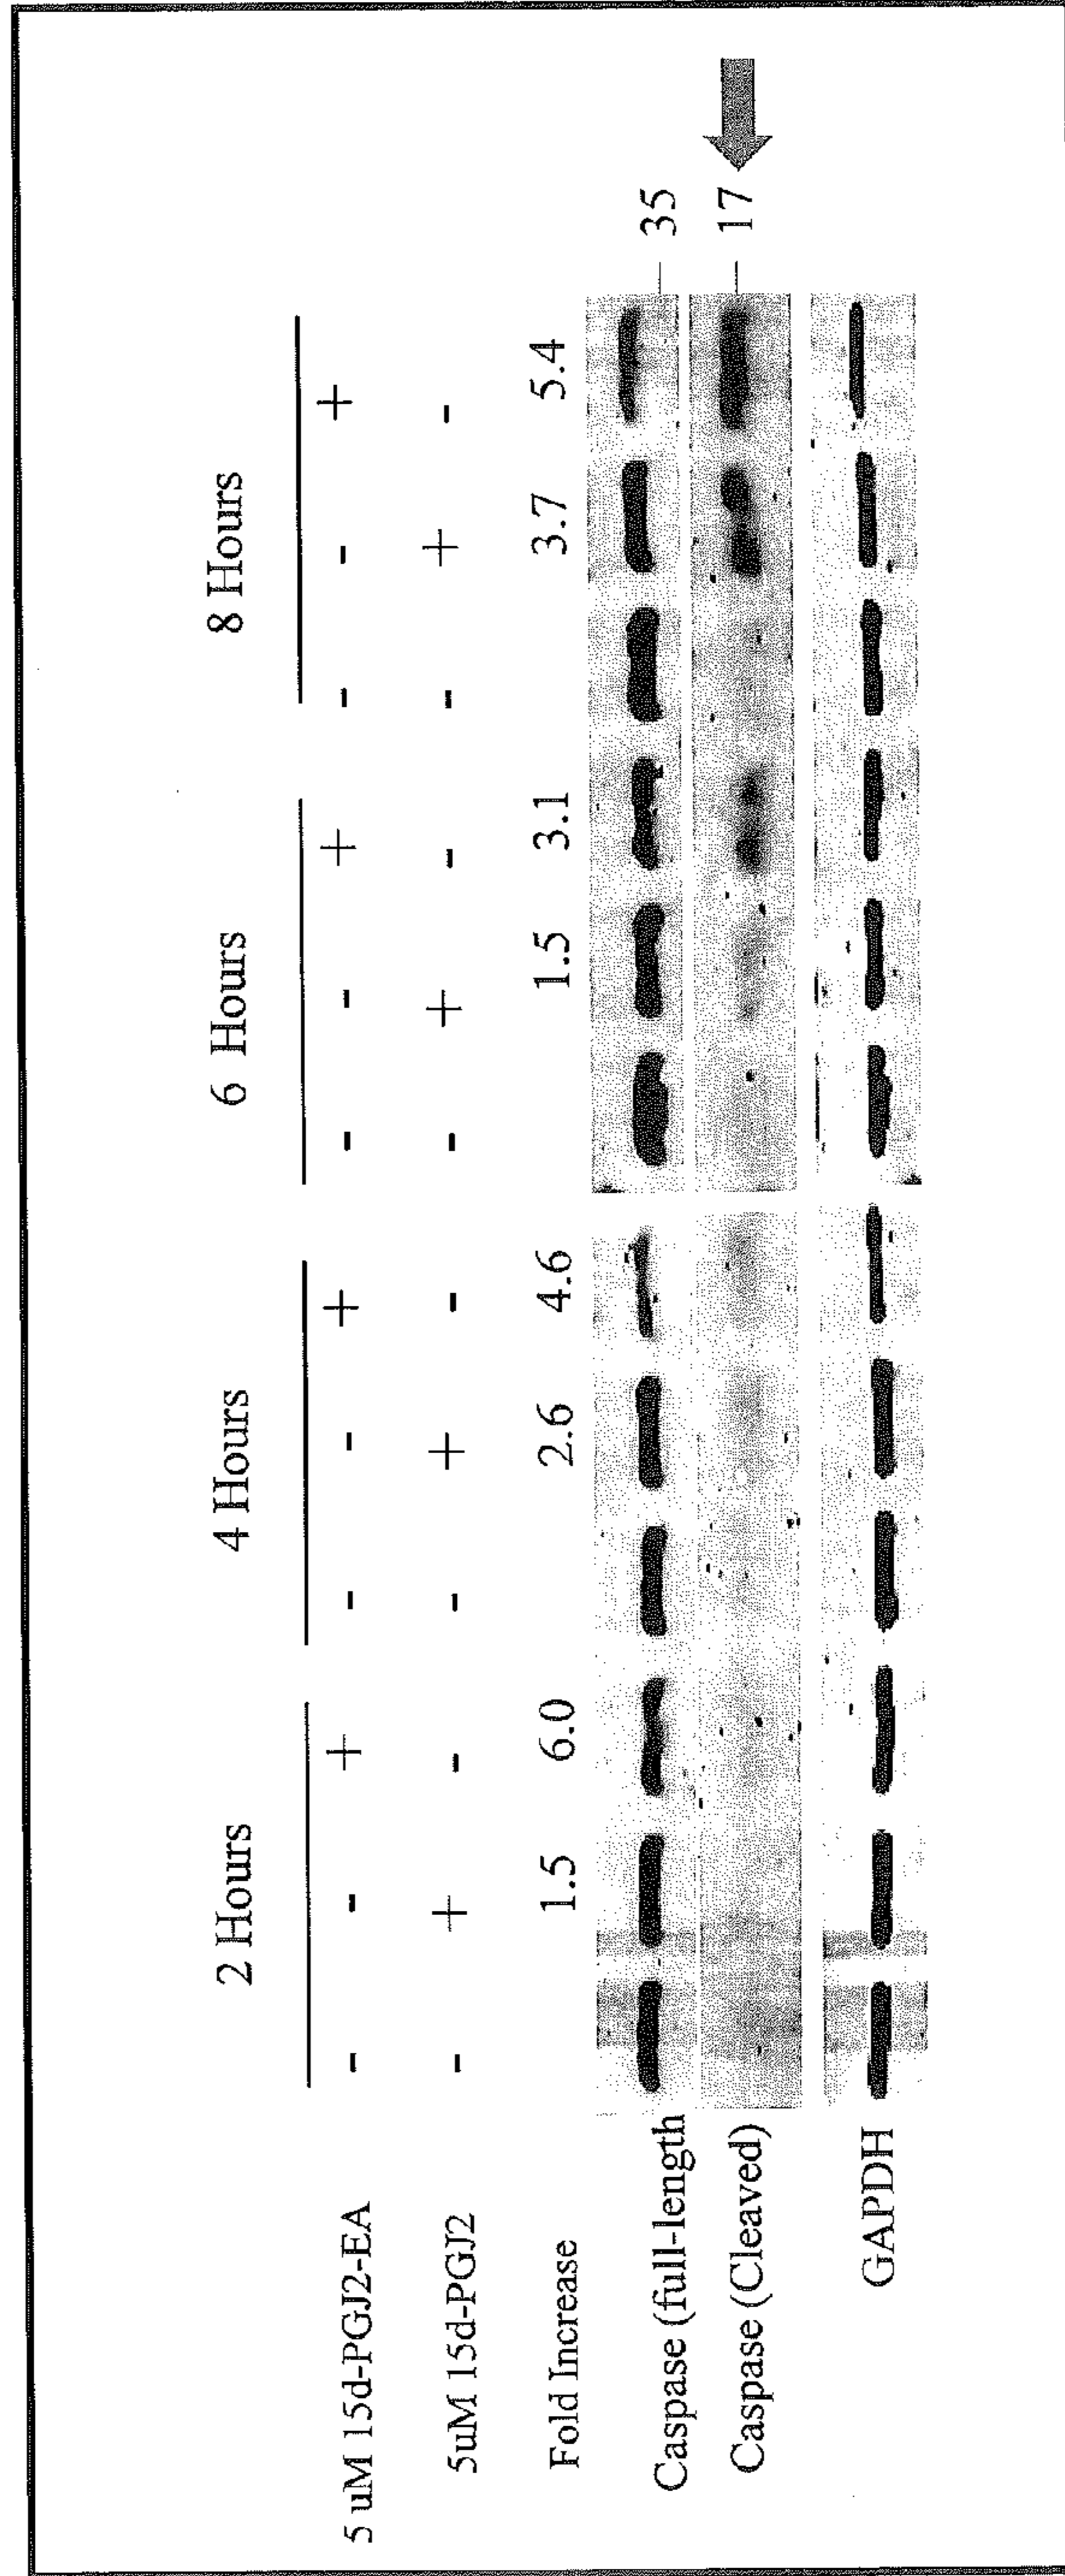 2 Hours 4 Hours 6 Hours 8 Hours
5 uM 15d-PGJ2-EA - - + - - + - - + - - +
5uM 15d-PGJ2 - + - - + - - + - - + -
Fold Increase 1.5 6.0 2.6 4.6 1.5 3.1 3.7 5.4
Caspase (full-length 35
Caspase (Cleaved) 17
GAPDH